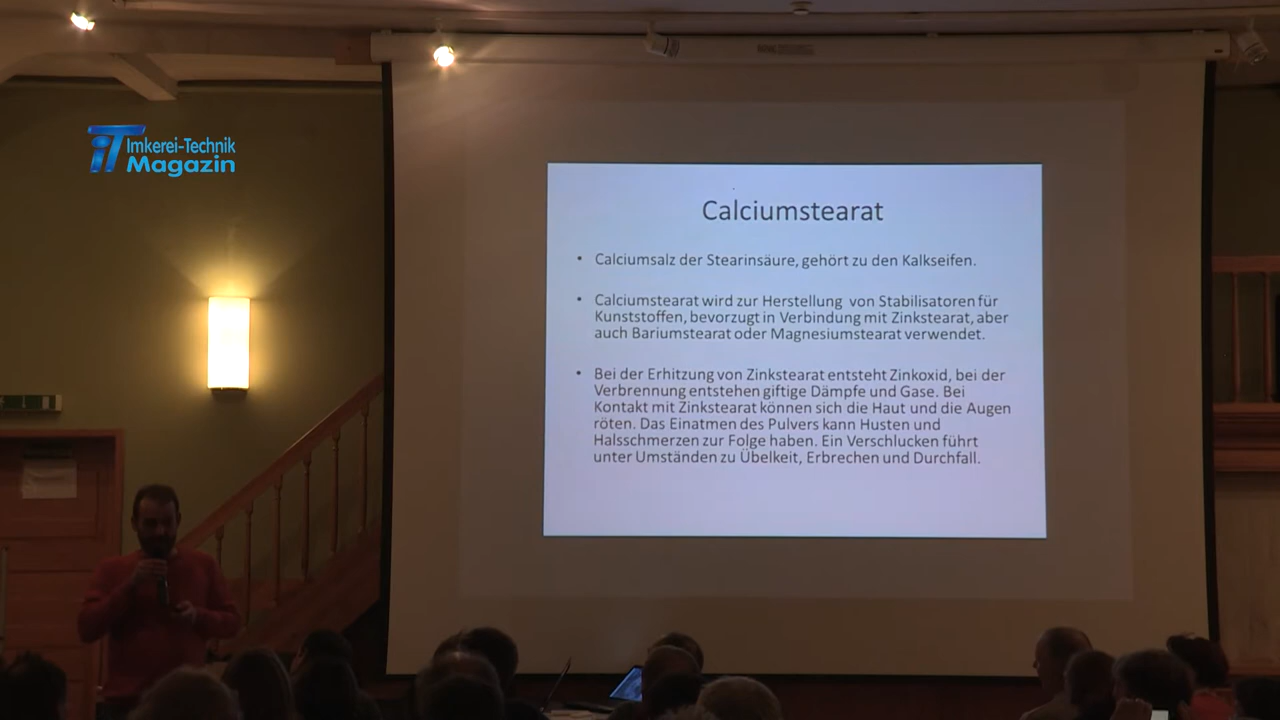 iT Imkerei-Technik
Magazin
Calciumstearat
• Calciumsalz der Stearinsäure, gehört zu den Kalkseifen.
• Calciumstearat wird zur Herstellung von Stabilisatoren für
Kunststoffen, bevorzugt in Verbindung mit Zinkstearat, aber
auch Bariumstearat oder Magnesiumstearat verwendet.
• Bei der Erhitzung von Zinkstearat entsteht Zinkoxid, bei der
Verbrennung entstehen giftige Dämpfe und Gase. Bei
Kontakt mit Zinkstearat können sich die Haut und die Augen
röten. Das Einatmen des Pulvers kann Husten und
Halsschmerzen zur Folge haben. Ein Verschlucken führt
unter Umständen zu Übelkeit, Erbrechen und Durchfall.